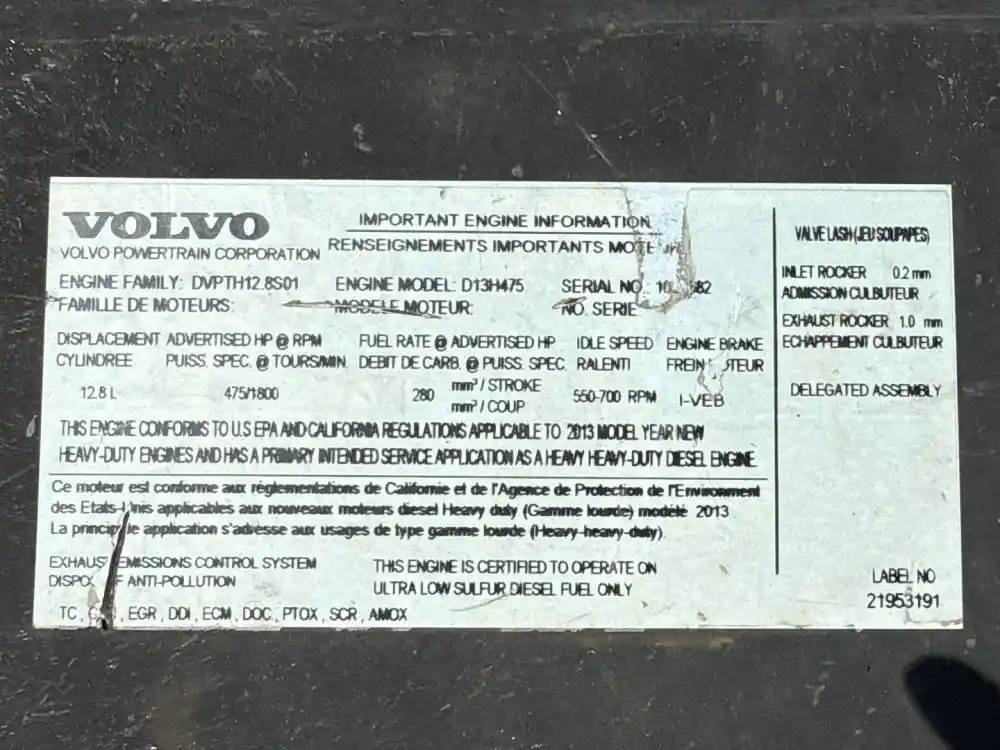 VOLVO
VOLVO POWERTRAIN CORPORATION
IMPORTANT ENGINE INFORMATION
RENSEIGNEMENTS IMPORTANTS
ENGINE FAMILY: DVPTH12.8S01 ENGINE MODEL: D13H475 SERIAL NO.
FAMILLE DE MOTEURS: MODELE MOTEUR: NO. SERIE
DISPLACEMENT ADVERTISED HP @ RPM FUEL RATE @ ADVERTISED HP IDLE SPEED ENGINE BRAKE
CYLINDREE PUISS. SPEC. @ TOURS/MIN. DEBIT DE CARB. @ PUISS. SPEC. RALENTI FREIN
12.8 L 475/1800 280 mm³ / STROKE 550-700 RPM I-VEB
mm³ / COUP
THIS ENGINE CONFORMS TO U.S EPA AND CALIFORNIA REGULATIONS APPLICABLE TO 2013 MODEL YEAR NEW
HEAVY-DUTY ENGINES AND HAS A PRIMARY INTENDED SERVICE APPLICATION AS A HEAVY HEAVY-DUTY DIESEL ENGINE.
Ce moteur est conforme aux réglementations de Californie et de l'Agence de Protection de l'Environment
des Etats-Unis applicables aux nouveaux moteurs diesel Heavy duty (Gamme lourde) modele 2013
La principale application s'adresse aux usages de type gamme lourde (Heavy-heavy-duty).
EXHAUST EMISSIONS CONTROL SYSTEM
ANTI-POLLUTION
TC, EGR, DDI, ECM, DOC, PTOX, SCR, AMOX
THIS ENGINE IS CERTIFIED TO OPERATE ON
ULTRA LOW SULFUR DIESEL FUEL ONLY
VALVE LASH (JEU SOUPAPES)
INLET ROCKER 0.2 mm
ADMISSION CULBUTEUR
EXHAUST ROCKER 1.0 mm
ECHAPPEMENT CULBUTEUR
DELEGATED ASSEMBLY
LABEL NO
21953191